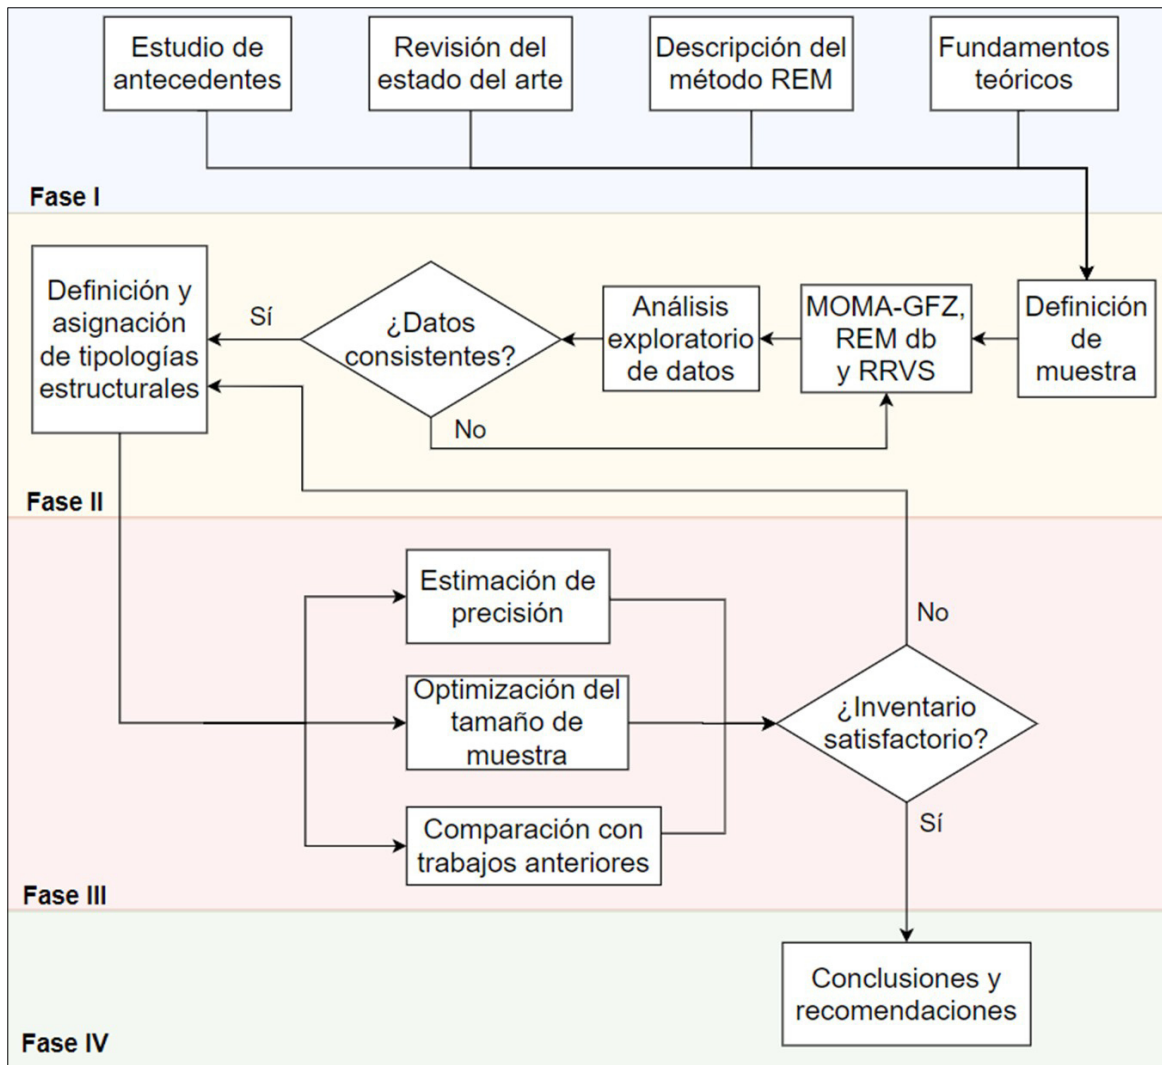 Estudio de
antecedentes
Revisión del
estado del arte
Descripción del
método REM
Fundamentos
teóricos
Fase I
Definición y
asignación
de tipologías
estructurales
Sí
¿Datos
consistentes?
No
Análisis
exploratorio
de datos
MOMA-GFZ,
REM db
y RRVS
Definición
de
muestra
Fase II
Estimación de
precisión
Optimización del
tamaño de
muestra
Comparación con
trabajos anteriores
No
¿Inventario
satisfactorio?
Sí
Fase III
Conclusiones y
recomendaciones
Fase IV